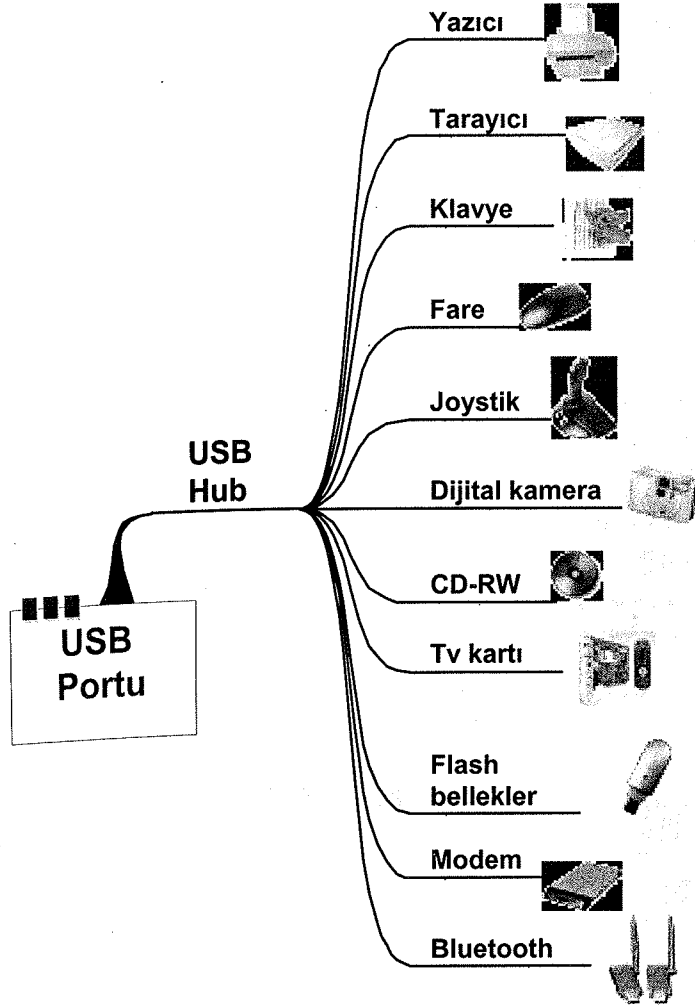 Yazıcı
Tarayıcı
Klavye
Fare
Joystik
USB
Hub
Dijital kamera
CD-RW
USB
Portu
Tv kartı
Flash
bellekler
Modem
Bluetooth